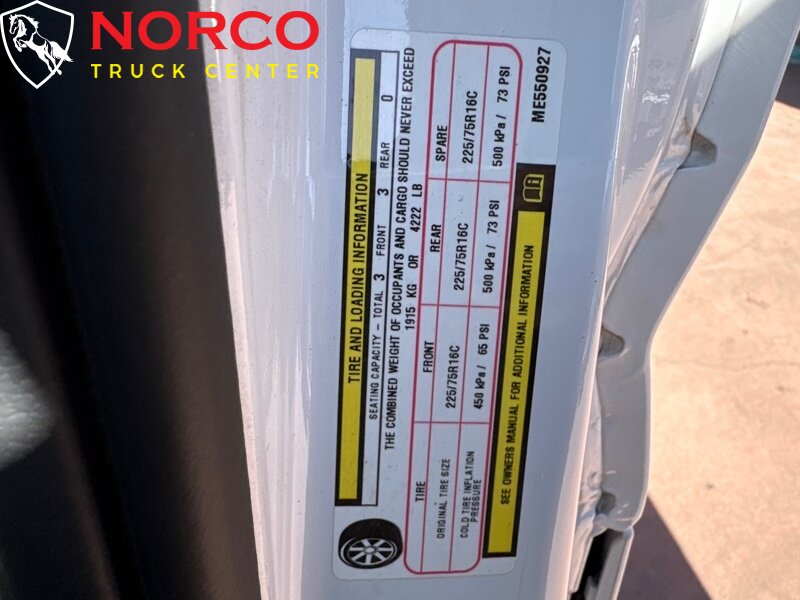 NORCO
TRUCK CENTER
TIRE AND LOADING INFORMATION
SEATING CAPACITY – TOTAL 3 FRONT 3 REAR 0
THE COMBINED WEIGHT OF OCCUPANTS AND CARGO SHOULD NEVER EXCEED
1915 KG OR 4222 LB
TIRE FRONT REAR SPARE
ORIGINAL TIRE SIZE 225/75R16C 225/75R16C 225/75R16C
COLD TIRE INFLATION
PRESSURE 450 kPa/ 65 PSI 500 kPa/ 73 PSI 500 kPa/ 73 PSI
SEE OWNERS MANUAL FOR ADDITIONAL INFORMATION
ME550927